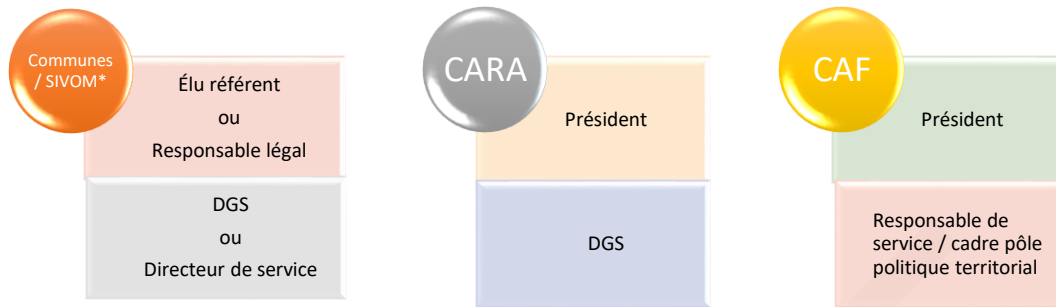 Communes
/ SIVOM*
Élu référent
ou
Responsable légal
DGS
ou
Directeur de service
CARA
Président
DGS
CAF
Président
Responsable de
service / cadre pôle
politique territorial